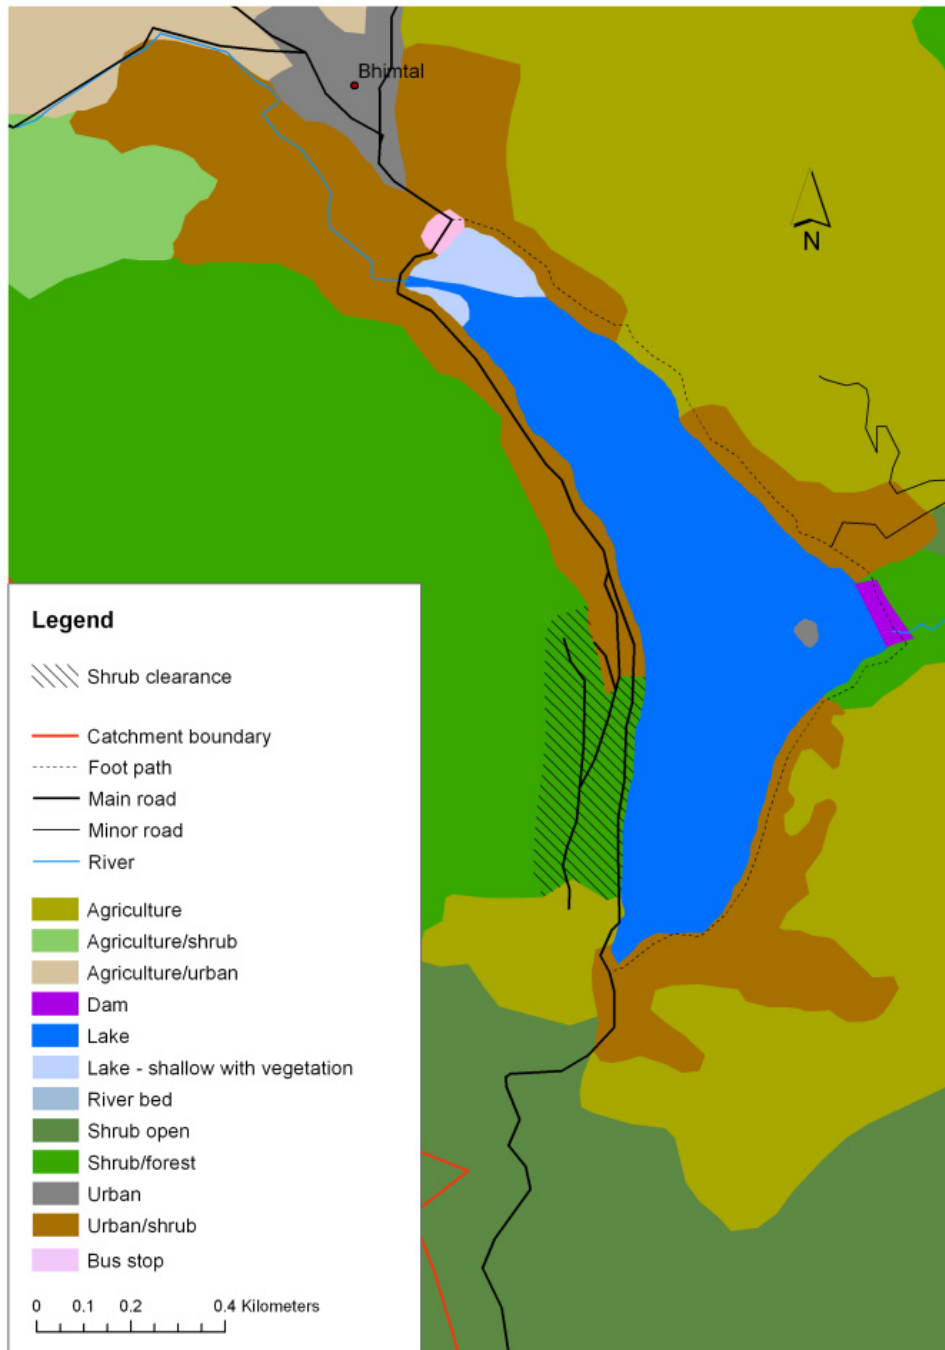 Bhimtal
N
Legend
Shrub clearance
Catchment boundary
Foot path
Main road
Minor road
River
Agriculture
Agriculture/shrub
Agriculture/urban
Dam
Lake
Lake - shallow with vegetation
River bed
Shrub open
Shrub/forest
Urban
Urban/shrub
Bus stop
0 0.1 0.2 0.4 Kilometers